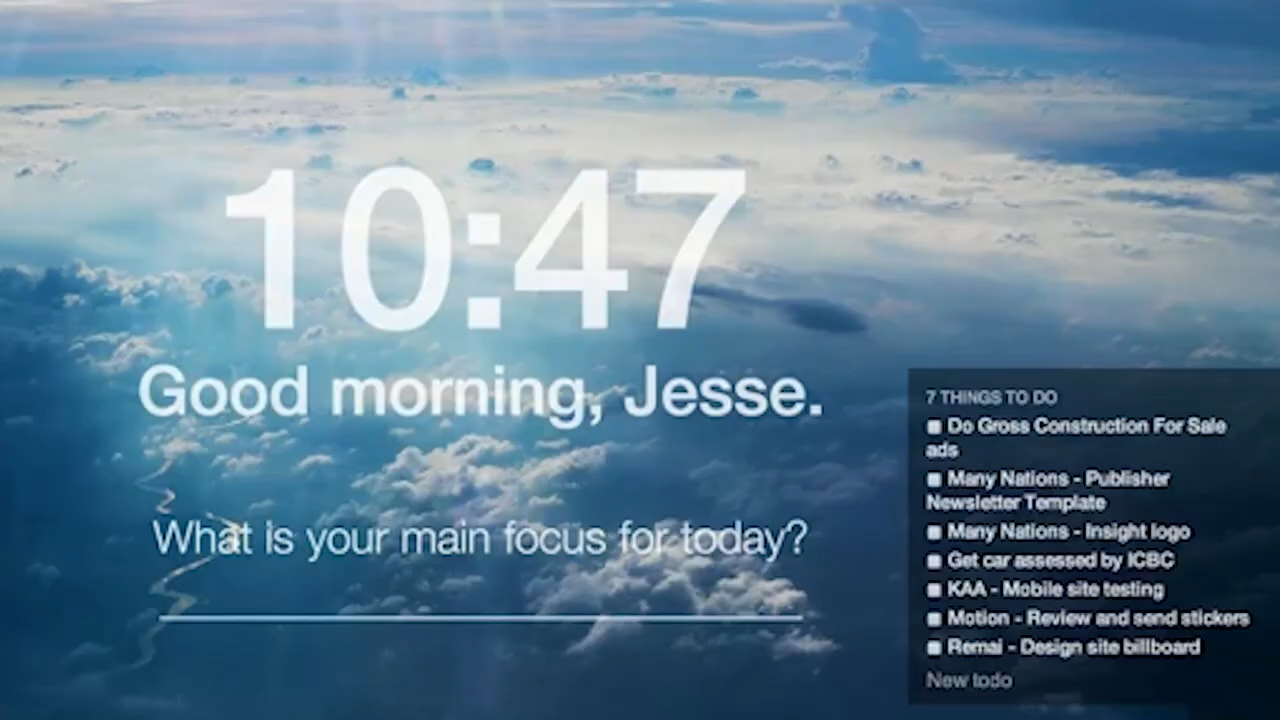 10:47
Good morning, Jesse.
What is your main focus for today?
7 THINGS TO DO
Do Gross Construction For Sale
ads
Many Nations - Publisher
Newsletter Template
Many Nations - Insight logo
Get car assessed by ICBC
KAA - Mobile site testing
Motion - Review and send stickers
Remai - Design site billboard
New todo